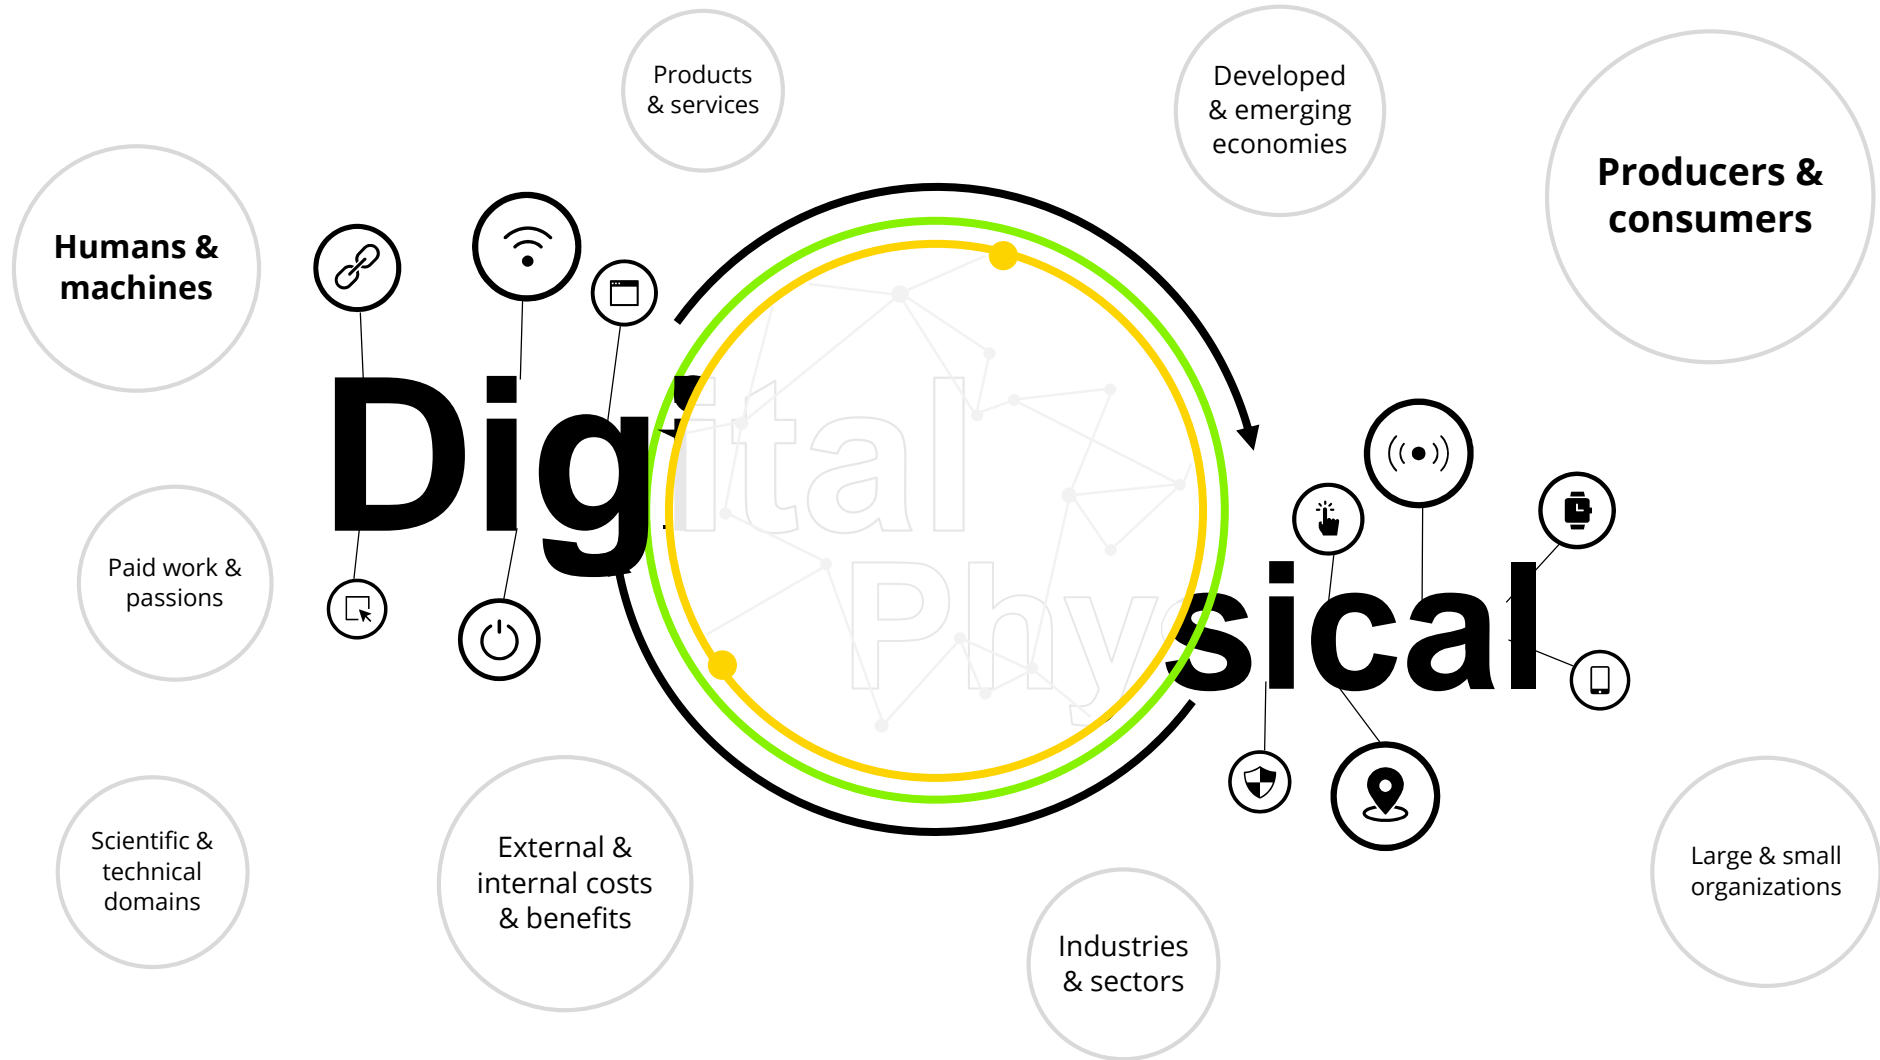 Products
& services
Developed
& emerging
economies
Producers &
consumers
Humans &
machines
Digital
Physical
Paid work &
passions
Scientific &
technical
domains
External &
internal costs
& benefits
Industries
& sectors
Large & small
organizations